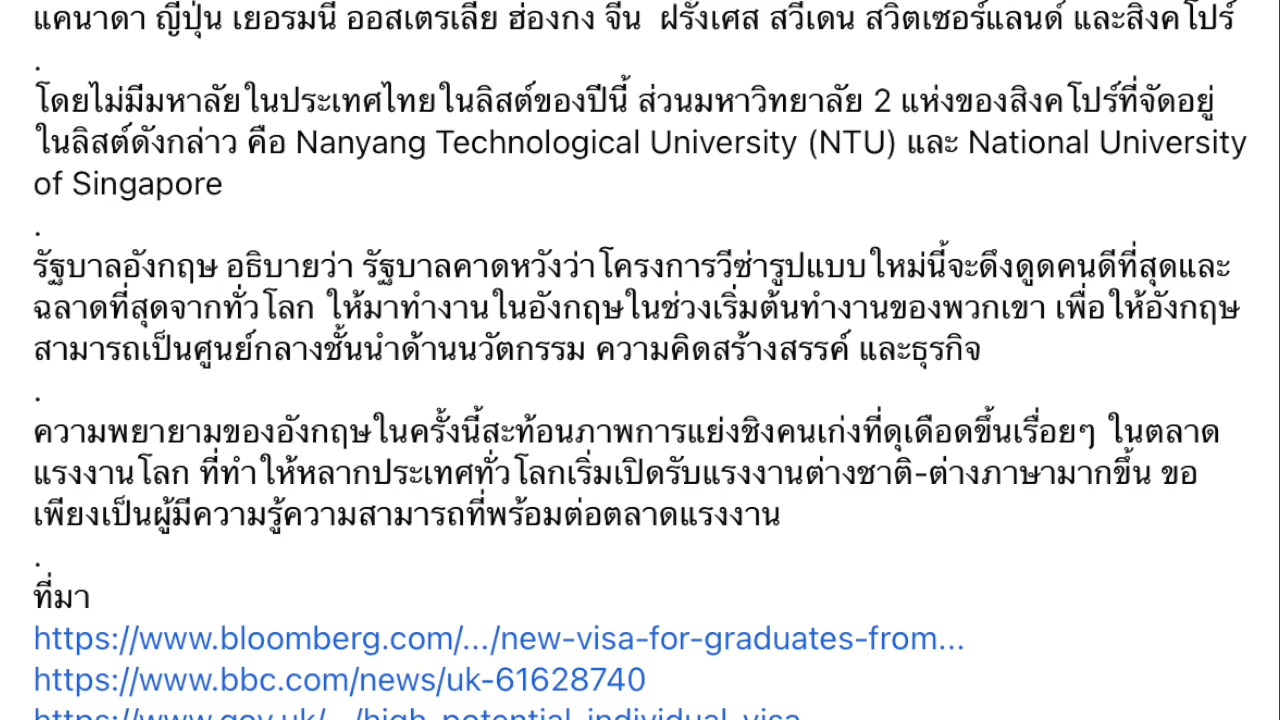 แคนาดา ญี่ปุ่น เยอรมนี ออสเตรเลีย ฮ่องกง จีน  ฝรั่งเศส สวีเดน สวิตเซอร์แลนด์ และสิงคโปร์
.
โดยไม่มีมหาลัยในประเทศไทยในลิสต์ของปีนี้ ส่วนมหาวิทยาลัย 2 แห่งของสิงคโปร์ที่จัดอยู่
ในลิสต์ดังกล่าว คือ Nanyang Technological University (NTU) และ National University
of Singapore
.
รัฐบาลอังกฤษ อธิบายว่า รัฐบาลคาดหวังว่าโครงการวีซ่ารูปแบบใหม่นี้จะดึงดูดคนดีที่สุดและ
ฉลาดที่สุดจากทั่วโลก ให้มาทำงานในอังกฤษในช่วงเริ่มต้นทำงานของพวกเขา เพื่อให้อังกฤษ
สามารถเป็นศูนย์กลางชั้นนำด้านนวัตกรรม ความคิดสร้างสรรค์ และธุรกิจ
.
ความพยายามของอังกฤษในครั้งนี้สะท้อนภาพการแย่งชิงคนเก่งที่ดุเดือดขึ้นเรื่อยๆ ในตลาด
แรงงานโลก ที่ทำให้หลากประเทศทั่วโลกเริ่มเปิดรับแรงงานต่างชาติ-ต่างภาษามากขึ้น ขอ
เพียงเป็นผู้มีความรู้ความสามารถที่พร้อมต่อตลาดแรงงาน
.
ที่มา
https://www.bloomberg.com/.../new-visa-for-graduates-from...
https://www.bbc.com/news/uk-61628740
https://www.gov.uk/.../high-potential-individual-visa